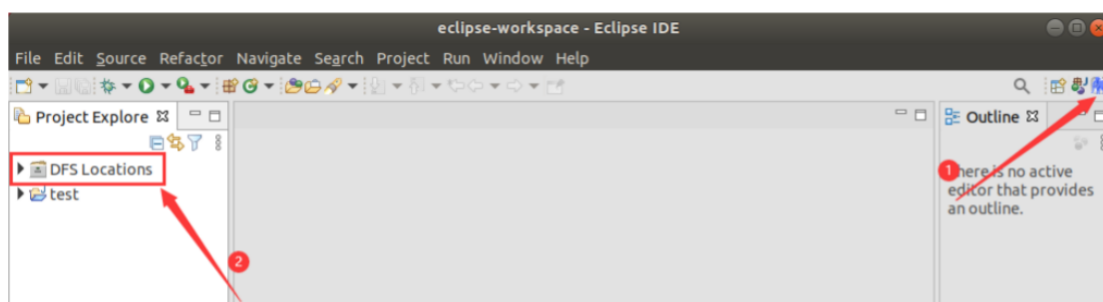 eclipse-workspace - Eclipse IDE
File Edit Source Refactor Navigate Search Project Run Window Help
Project Explore
Outline
DFS Locations
test
1
There is no active
editor that provides
an outline.
2